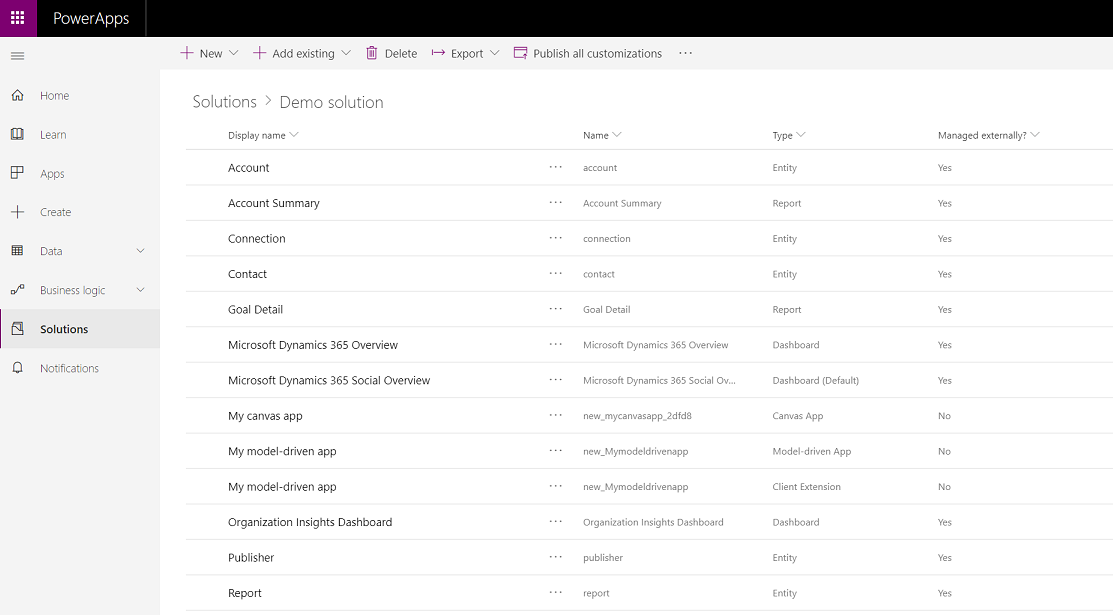 PowerApps
New Add existing Delete Export Publish all customizations ...
Home
Learn
Apps
Create
Data
Business logic
Solutions
Notifications
Solutions > Demo solution
Display name Name Type Managed externally?
Account ... account Entity Yes
Account Summary ... Account Summary Report Yes
Connection ... connection Entity Yes
Contact ... contact Entity Yes
Goal Detail ... Goal Detail Report Yes
Microsoft Dynamics 365 Overview ... Microsoft Dynamics 365 Overview Dashboard Yes
Microsoft Dynamics 365 Social Overview ... Microsoft Dynamics 365 Social Ov... Dashboard (Default) Yes
My canvas app ... new_mycanvasapp_2dfd8 Canvas App No
My model-driven app ... new_Mymodeldrivenapp Model-driven App No
My model-driven app ... new_Mymodeldrivenapp Client Extension No
Organization Insights Dashboard ... Organization Insights Dashboard Dashboard Yes
Publisher ... publisher Entity Yes
Report ... report Entity Yes